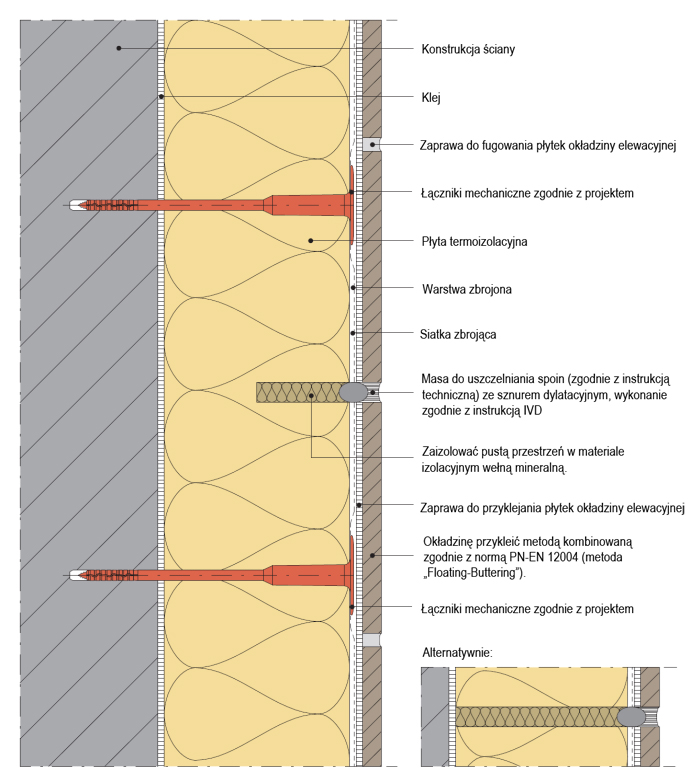 Konstrukcja ściany
Klej
Zaprawa do fugowania płytek okładziny elewacyjnej
Łączniki mechaniczne zgodnie z projektem
Płyta termoizolacyjna
Warstwa zbrojona
Siatka zbrojąca
Masa do uszczelniania spoin (zgodnie z instrukcją
techniczną) ze sznurem dylatacyjnym, wykonanie
zgodnie z instrukcją IVD
Zaizolować pustą przestrzeń w materiale
izolacyjnym wełną mineralną.
Zaprawa do przyklejania płytek okładziny elewacyjnej
Okładzinę przykleić metodą kombinowaną
zgodnie z normą PN-EN 12004 (metoda
„Floating-Buttering”).
Łączniki mechaniczne zgodnie z projektem
Alternatywnie: